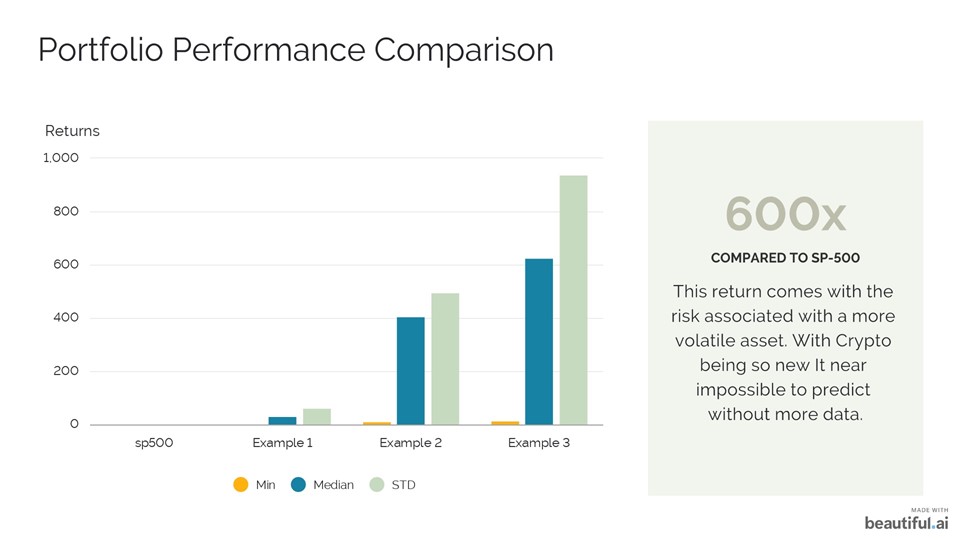 Portfolio Performance Comparison
Returns
1,000
800
600
400
200
0
sp500 Example 1 Example 2 Example 3
Min Median STD
600x
COMPARED TO SP-500
This return comes with the
risk associated with a more
volatile asset. With Crypto
being so new It near
impossible to predict
without more data.
MADE WITH
beautiful.ai